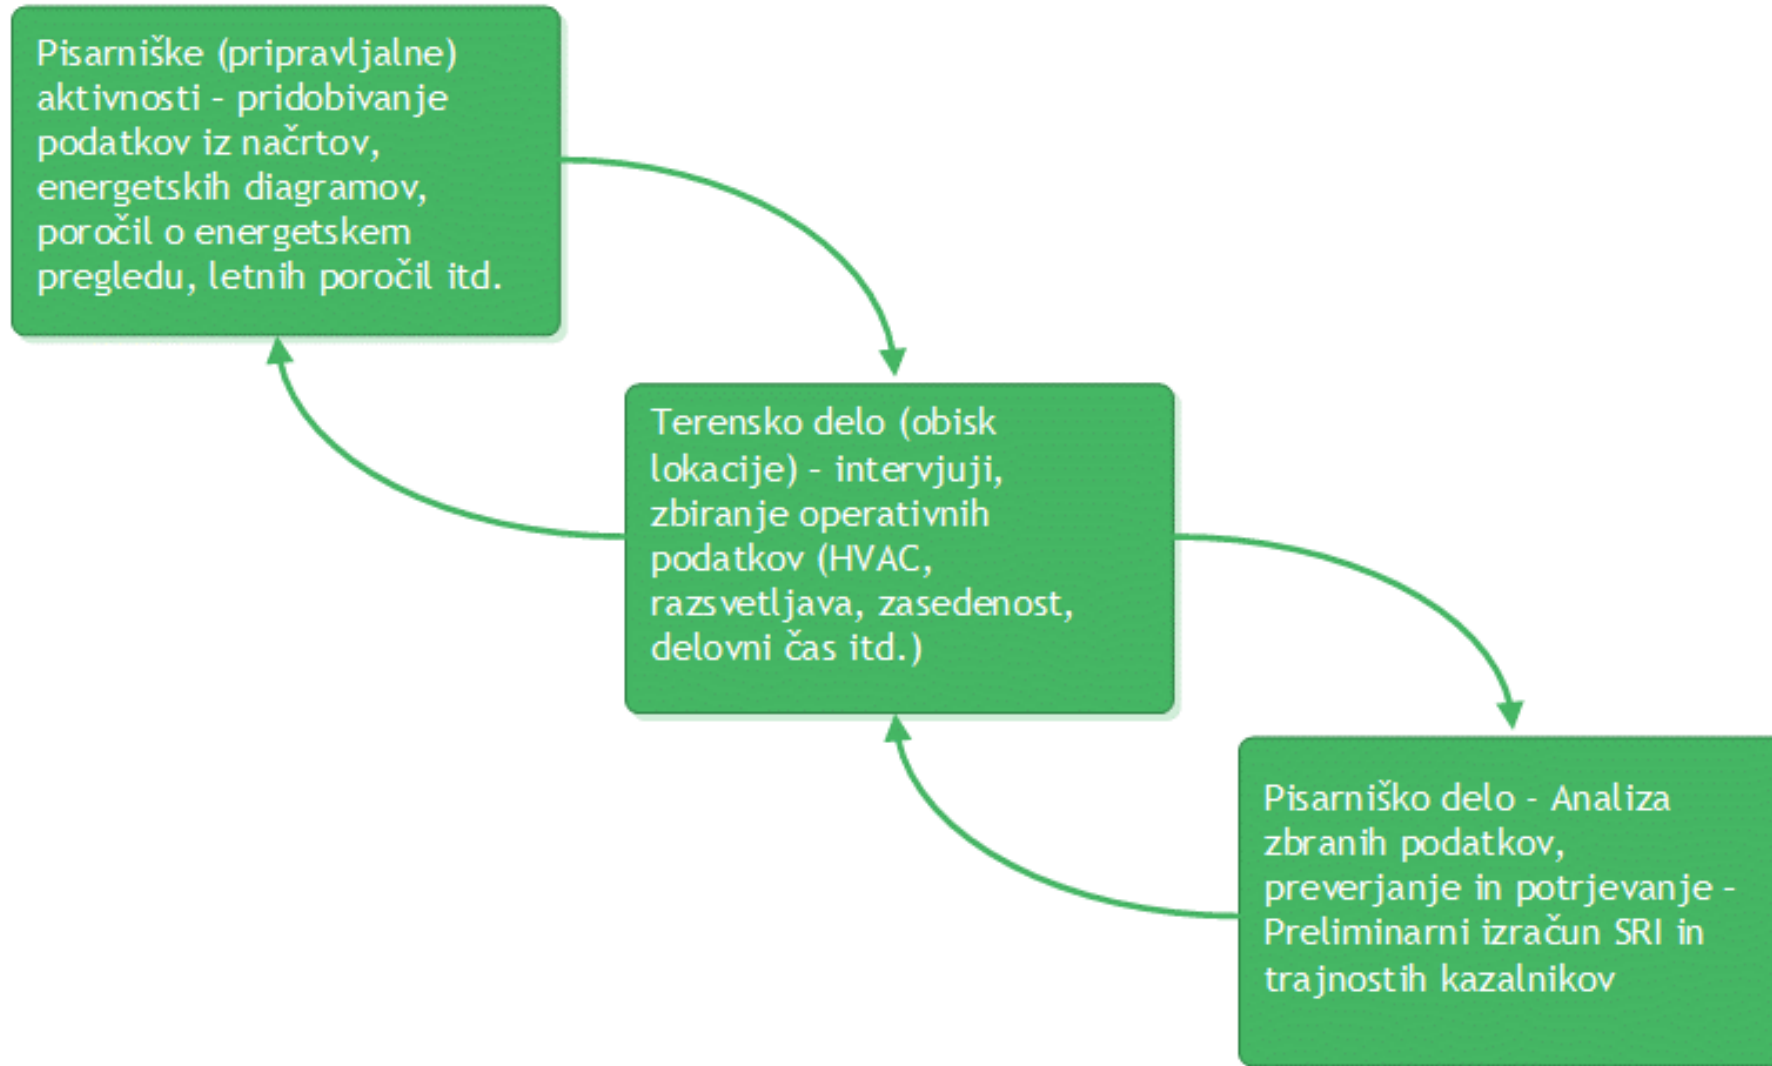 Pisarniške (pripravljalne)
aktivnosti – pridobivanje
podatkov iz načrtov,
energetskih diagramov,
poročil o energetskem
pregledu, letnih poročil itd.
Terensko delo (obisk
lokacije) – intervjuji,
zbiranje operativnih
podatkov (HVAC,
razsvetljava, zasedenost,
delovni čas itd.)
Pisarniško delo – Analiza
zbranih podatkov,
preverjanje in potrjevanje –
Preliminarni izračun SRI in
trajnostih kazalnikov